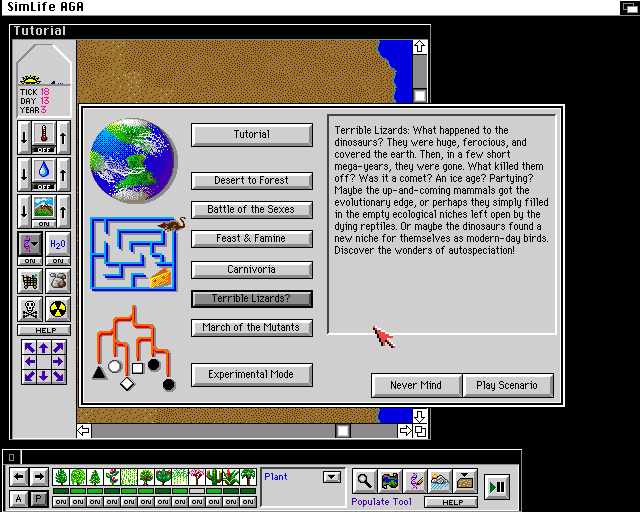 SimLife AGA
Tutorial
TICK 18
DAY 13
YEAR 3
OFF
OFF
ON
H2O
ON ON
HELP
Tutorial
Desert to Forest
Battle of the Sexes
Feast & Famine
Carnivoria
Terrible Lizards?
March of the Mutants
Experimental Mode
Terrible Lizards: What happened to the
dinosaurs? They were huge, ferocious, and
covered the earth. Then, in a few short
mega-years, they were gone. What killed them
off? Was it a comet? An ice age? Partying?
Maybe the up-and-coming mammals got the
evolutionary edge, or perhaps they simply filled
in the empty ecological niches left open by the
dying reptiles. Or maybe the dinosaurs found a
new niche for themselves as modern-day birds.
Discover the wonders of autospeciation!
Never Mind Play Scenario
Plant
A P
ON ON ON ON ON ON ON ON ON ON ON ON
Populate Tool HELP